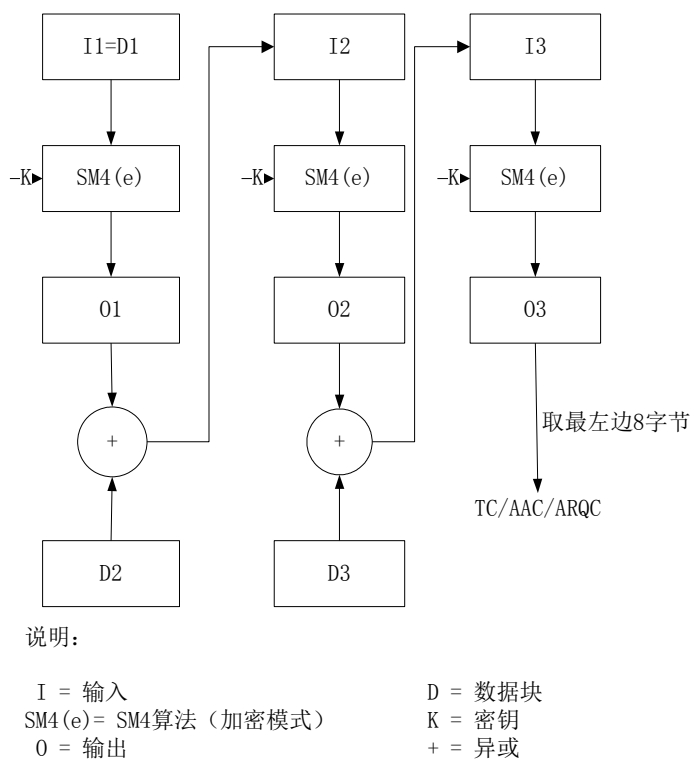 I1=D1 I2 I3
—K SM4(e) —K SM4(e) —K SM4(e)
O1 O2 O3
+ +
取最左边8字节
TC/AAC/ARQC
D2 D3
说明：
I = 输入 D = 数据块
SM4(e)= SM4算法（加密模式） K = 密钥
O = 输出 + = 异或